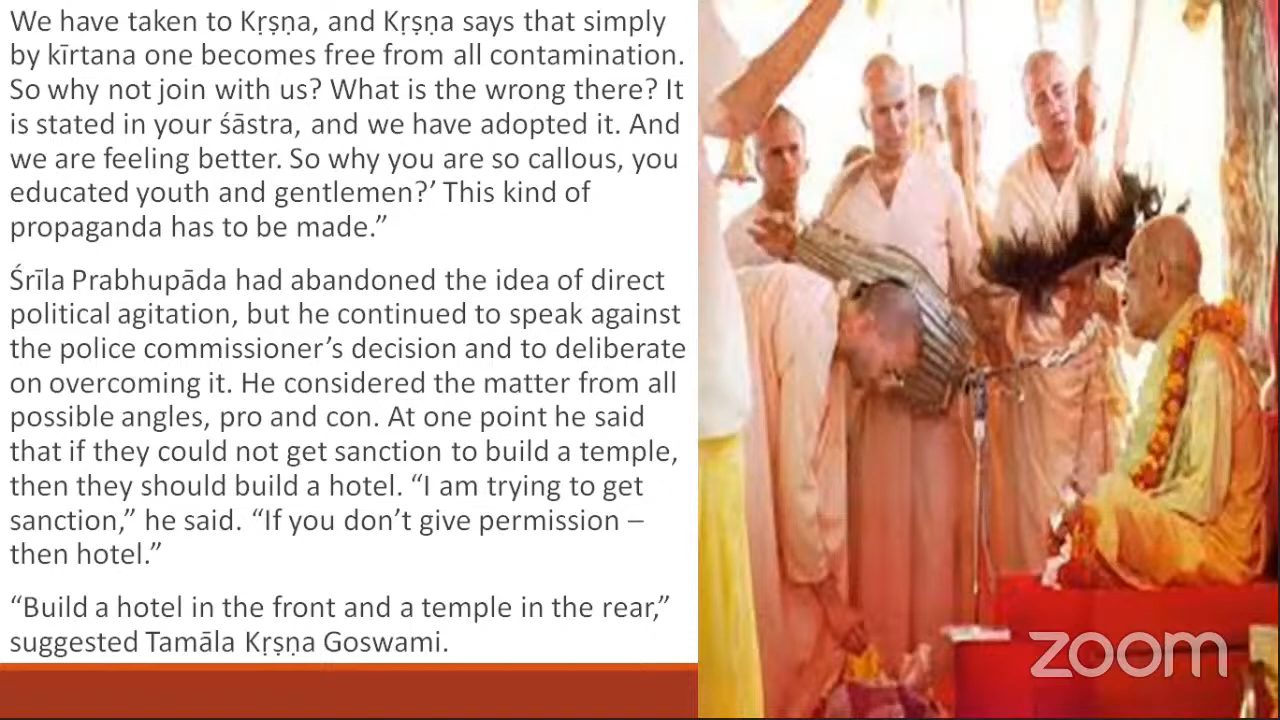 We have taken to Kṛṣṇa, and Kṛṣṇa says that simply
by kīrtana one becomes free from all contamination.
So why not join with us? What is the wrong there? It
is stated in your śāstra, and we have adopted it. And
we are feeling better. So why you are so callous, you
educated youth and gentlemen?’ This kind of
propaganda has to be made.”
Śrīla Prabhupāda had abandoned the idea of direct
political agitation, but he continued to speak against
the police commissioner’s decision and to deliberate
on overcoming it. He considered the matter from all
possible angles, pro and con. At one point he said
that if they could not get sanction to build a temple,
then they should build a hotel. “I am trying to get
sanction,” he said. “If you don’t give permission –
then hotel.”
“Build a hotel in the front and a temple in the rear,”
suggested Tamāla Kṛṣṇa Goswami.
zoom